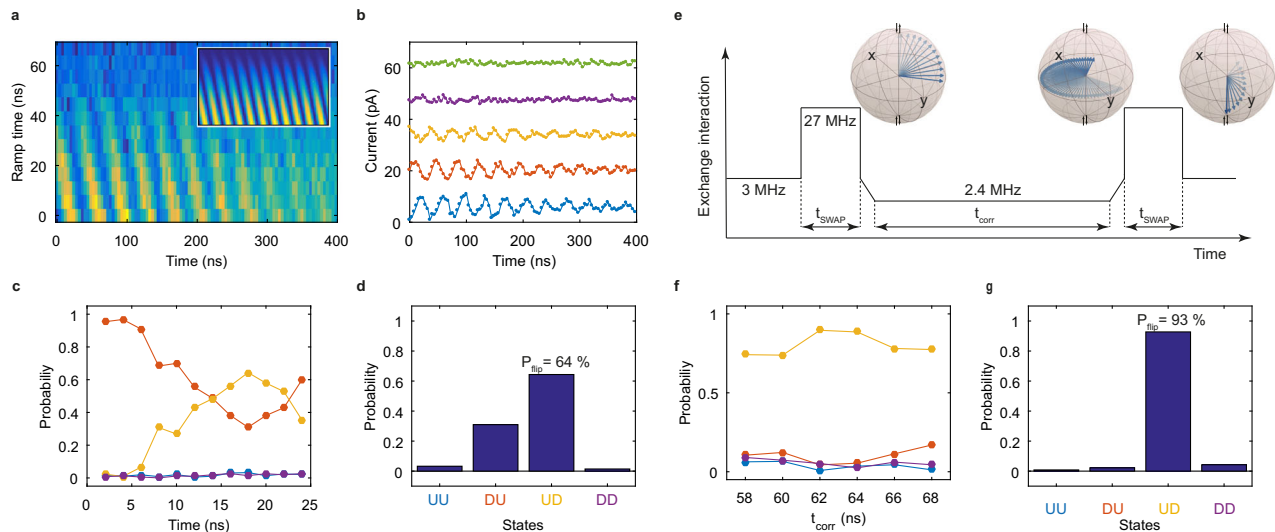 a
Ramp time (ns)
60
40
20
0
0 50 100 150 200 250 300 350 400
Time (ns)
b
Current (pA)
60
40
20
0
0 100 200 300 400
Time (ns)
e
Exchange interaction
27 MHz
3 MHz
2.4 MHz
t_SWAP
t_corr
t_SWAP
Time
x
y
x
y
x
y
c
Probability
1
0.8
0.6
0.4
0.2
0
0 5 10 15 20 25
Time (ns)
d
Probability
1
0.8
0.6
0.4
0.2
0
P_flip = 64 %
UU DU UD DD
States
f
Probability
1
0.5
0
58 60 62 64 66 68
t_corr (ns)
g
Probability
1
0.8
0.6
0.4
0.2
0
P_flip = 93 %
UU DU UD DD
States